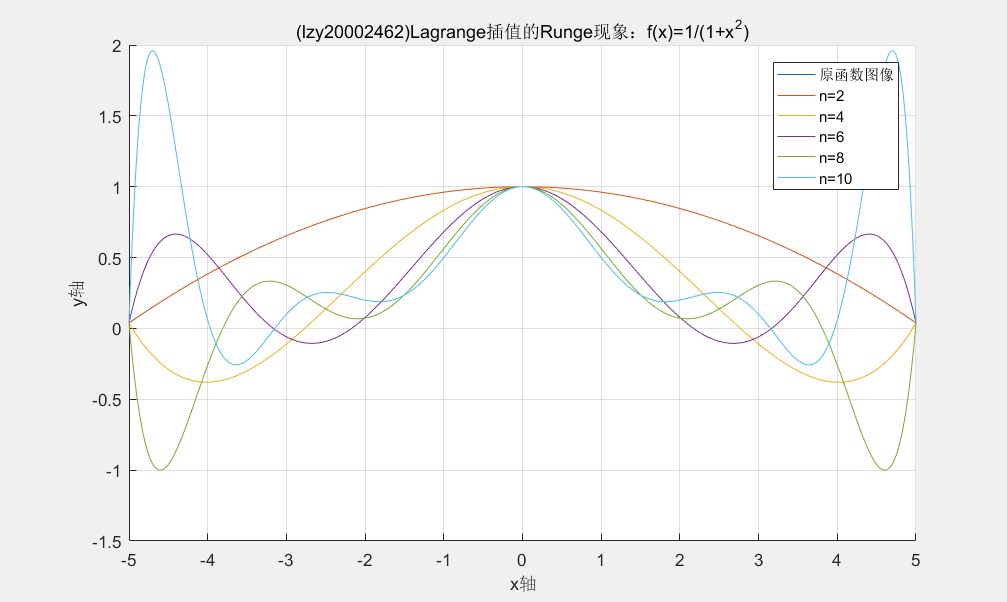 (lzy20002462)Lagrange插值的Runge现象：f(x)=1/(1+x²)
原函数图像
n=2
n=4
n=6
n=8
n=10
2
1.5
1
0.5
0
-0.5
-1
-1.5
y轴
-5 -4 -3 -2 -1 0 1 2 3 4 5
x轴